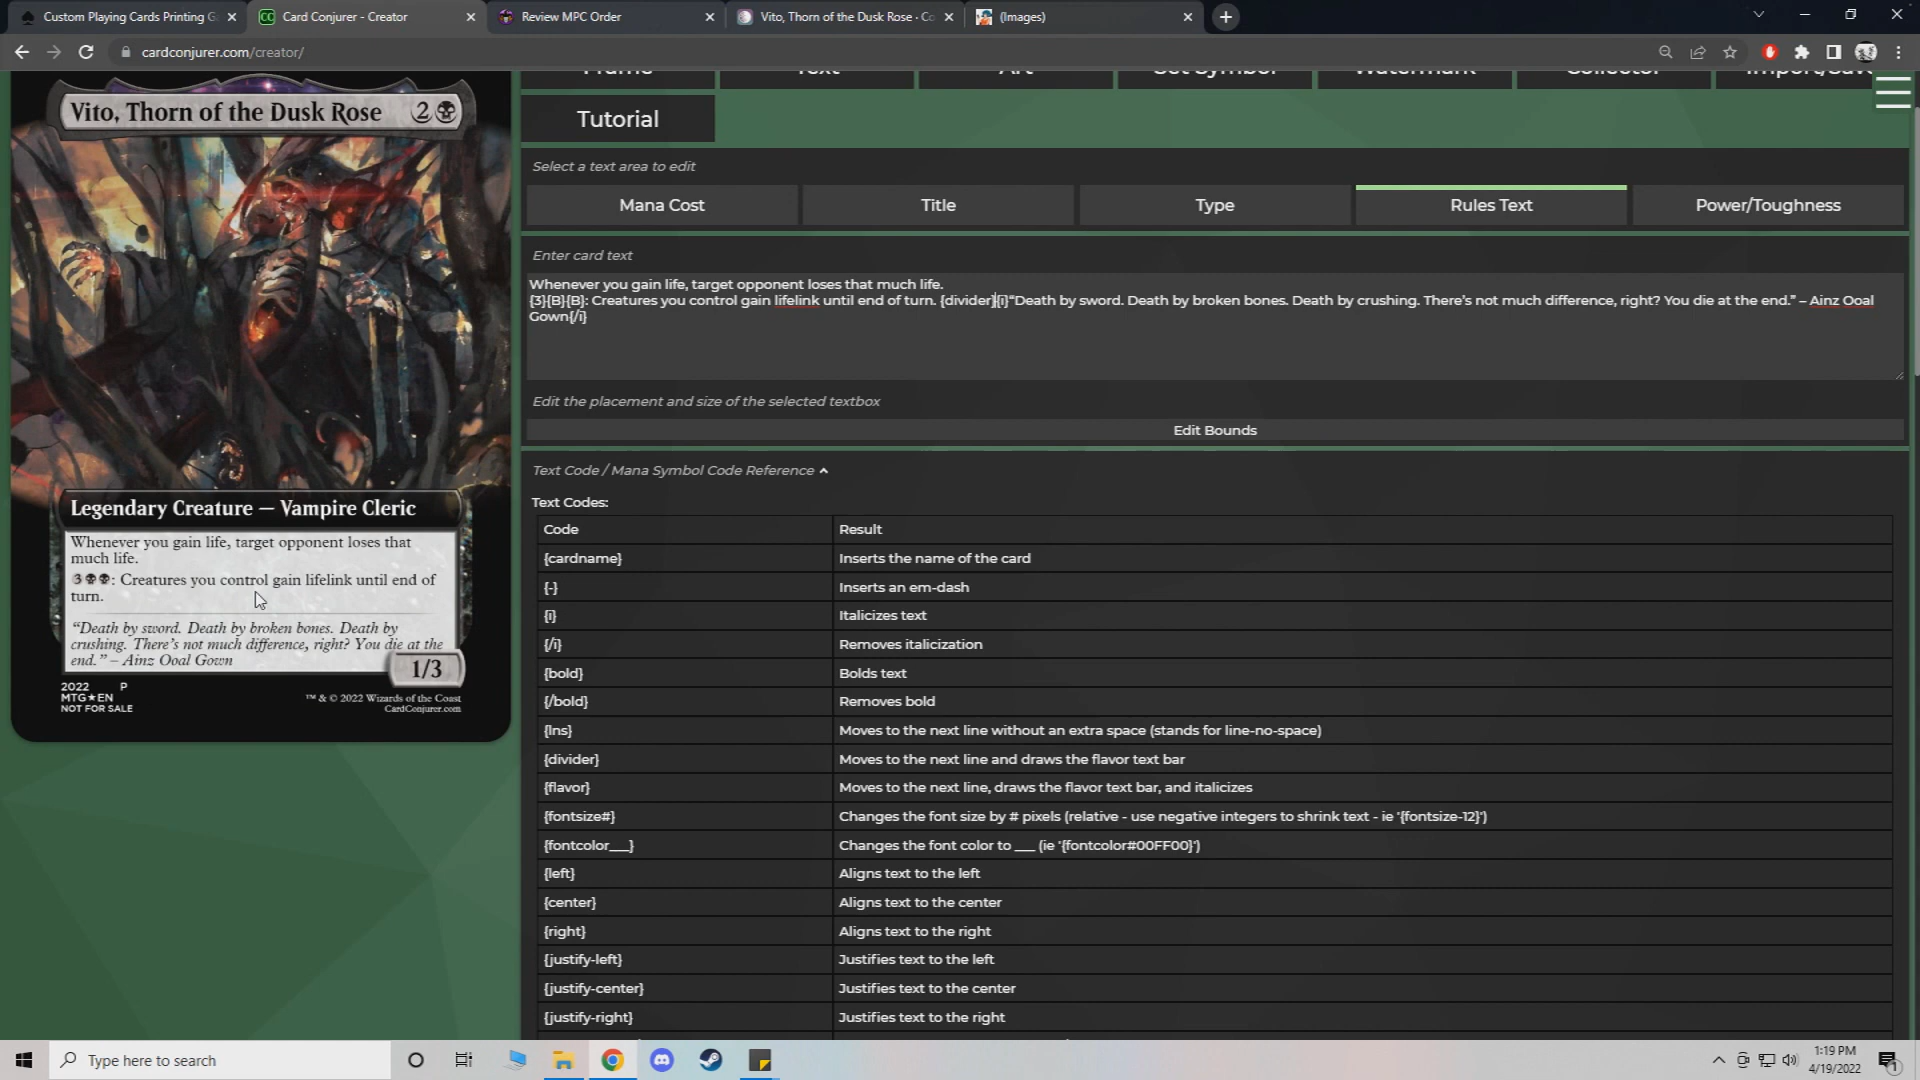 Custom Playing Cards Printing G
Card Conjurer - Creator
Review MPC Order
Vito, Thorn of the Dusk Rose · Co
(Images)
cardconjurer.com/creator/
Vito, Thorn of the Dusk Rose 2
Legendary Creature — Vampire Cleric
Whenever you gain life, target opponent loses that
much life.
3: Creatures you control gain lifelink until end of
turn.
“Death by sword. Death by broken bones. Death by
crushing. There’s not much difference, right? You die at the
end.” – Ainz Ooal Gown
1/3
2022 P
MTG★EN
NOT FOR SALE
™ & © 2022 Wizards of the Coast
CardConjurer.com
Frame
Text
Art
Set Symbol
Watermark
Collector
Import/Save
Tutorial
Select a text area to edit
Mana Cost
Title
Type
Rules Text
Power/Toughness
Enter card text
Whenever you gain life, target opponent loses that much life.
{3}{B}{B}: Creatures you control gain lifelink until end of turn. {divider}{i}“Death by sword. Death by broken bones. Death by crushing. There’s not much difference, right? You die at the end.” – Ainz Ooal
Gown{/i}
Edit the placement and size of the selected textbox
Edit Bounds
Text Code / Mana Symbol Code Reference
Text Codes:
Code Result
{cardname} Inserts the name of the card
{-} Inserts an em-dash
{i} Italicizes text
{/i} Removes italicization
{bold} Bolds text
{/bold} Removes bold
{lns} Moves to the next line without an extra space (stands for line-no-space)
{divider} Moves to the next line and draws the flavor text bar
{flavor} Moves to the next line, draws the flavor text bar, and italicizes
{fontsize#} Changes the font size by # pixels (relative - use negative integers to shrink text - ie '{fontsize-12}')
{fontcolor___} Changes the font color to ___ (ie '{fontcolor#00FF00}')
{left} Aligns text to the left
{center} Aligns text to the center
{right} Aligns text to the right
{justify-left} Justifies text to the left
{justify-center} Justifies text to the center
{justify-right} Justifies text to the right
Type here to search
1:19 PM
4/19/2022
1